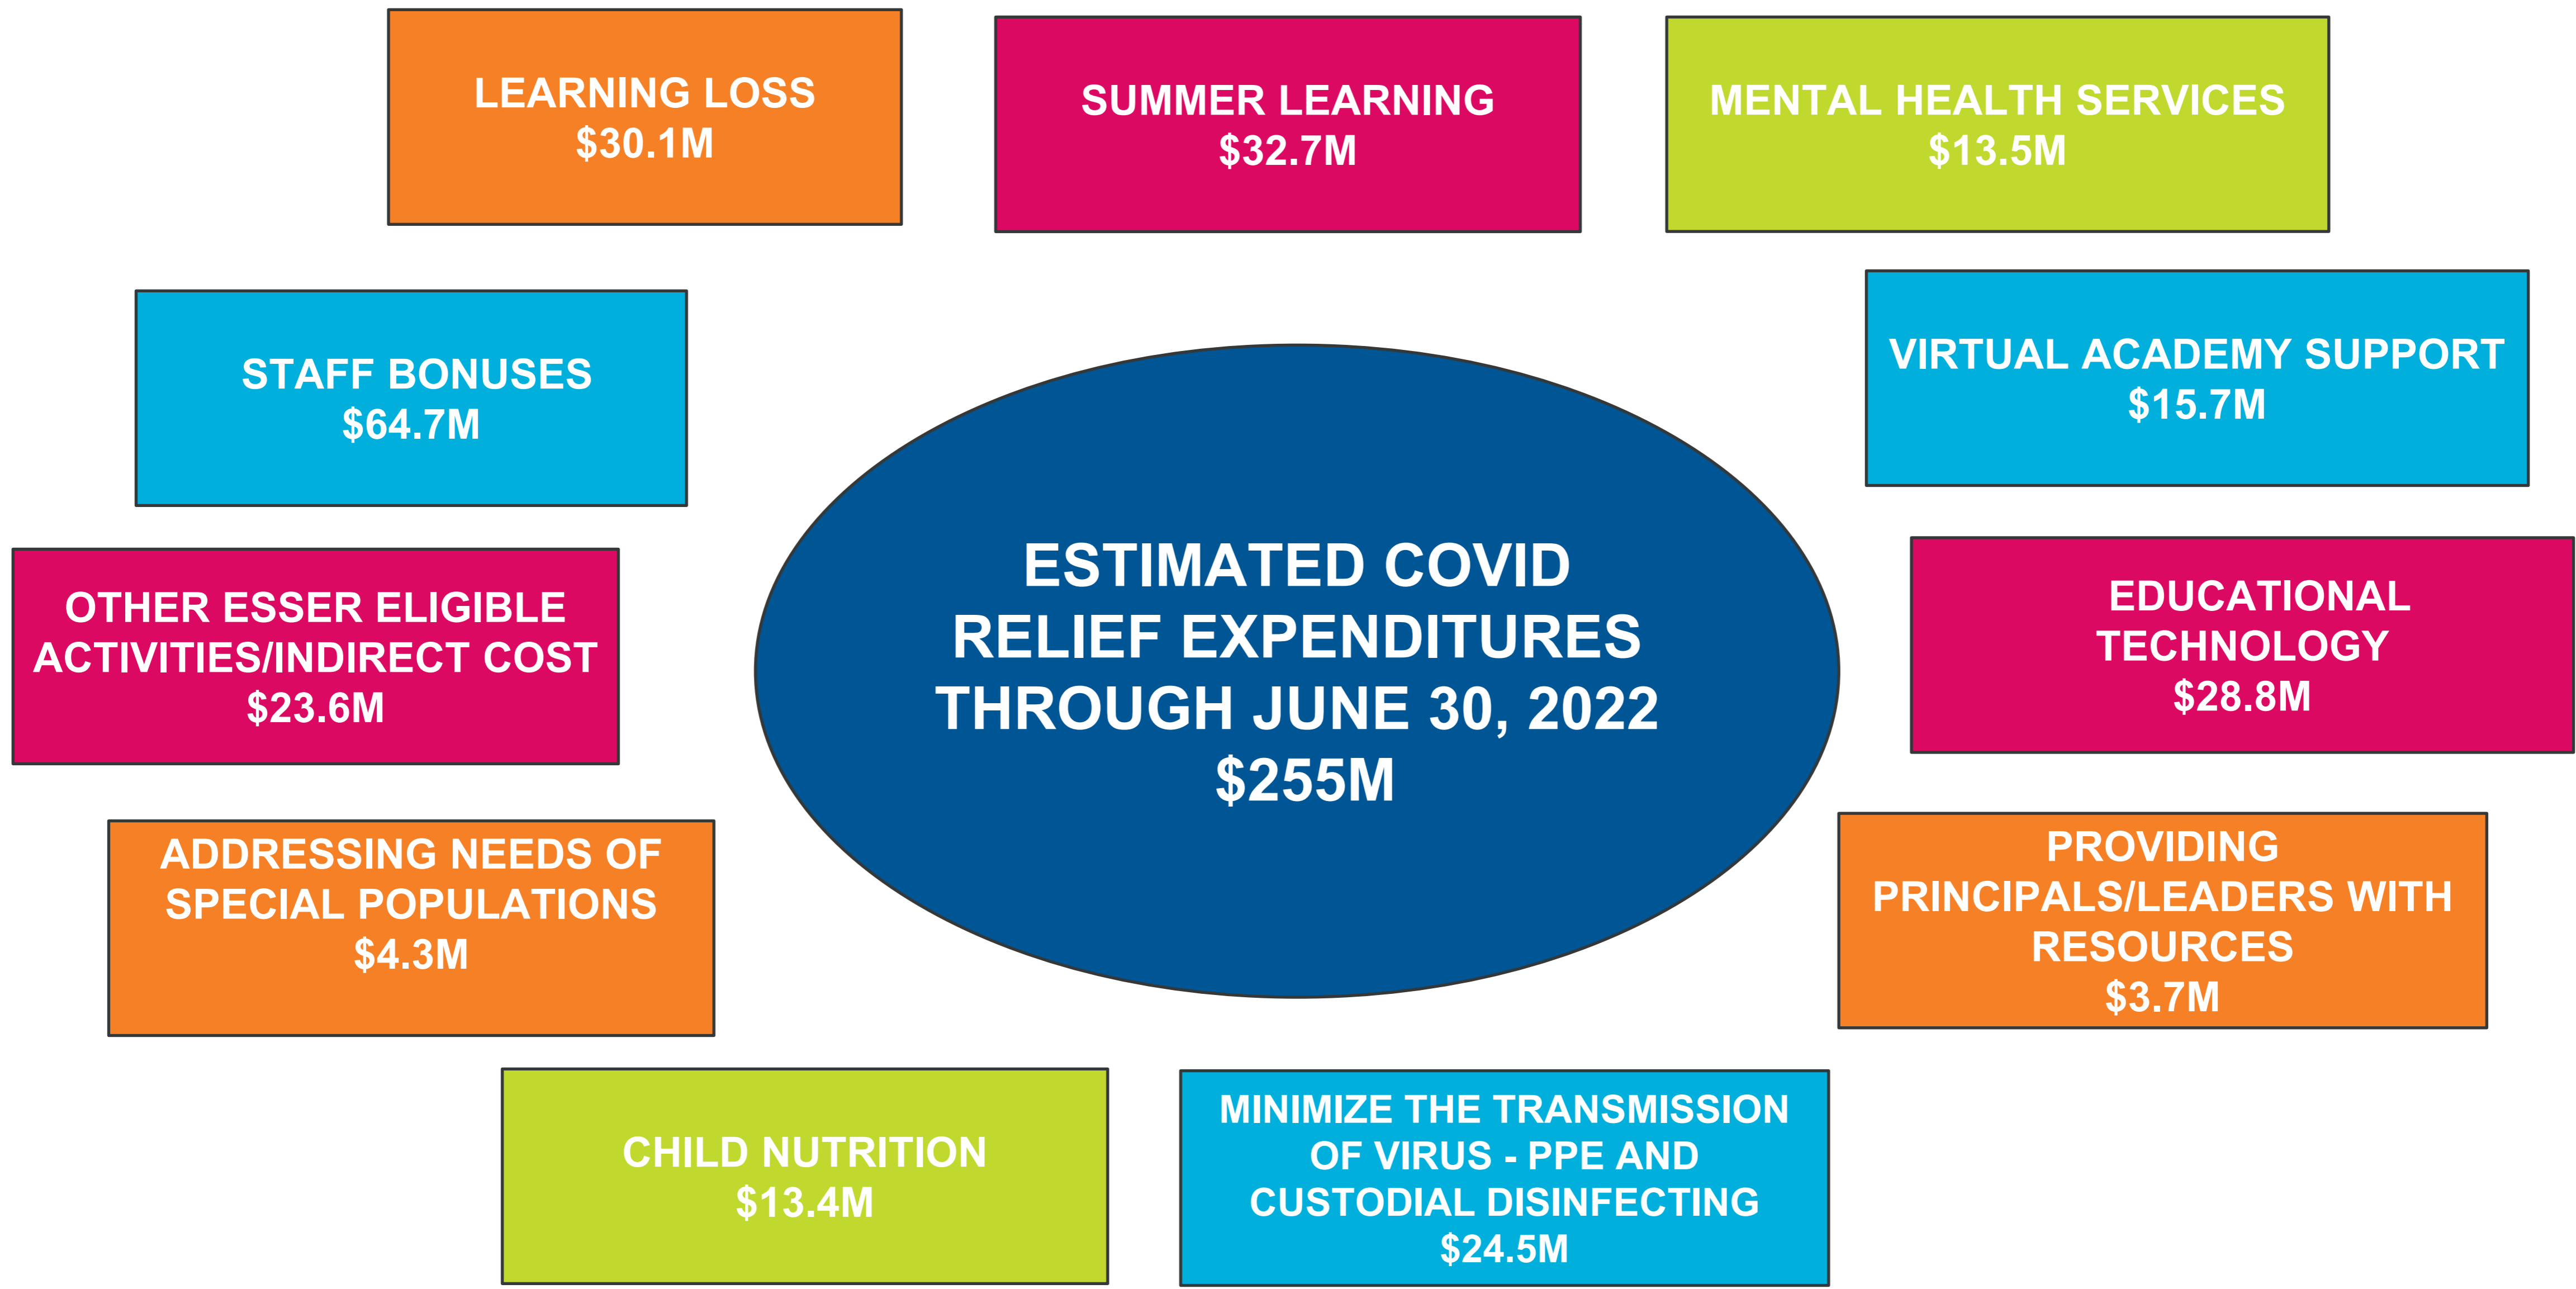 LEARNING LOSS
$30.1M
SUMMER LEARNING
$32.7M
MENTAL HEALTH SERVICES
$13.5M
STAFF BONUSES
$64.7M
VIRTUAL ACADEMY SUPPORT
$15.7M
ESTIMATED COVID
RELIEF EXPENDITURES
THROUGH JUNE 30, 2022
$255M
OTHER ESSER ELIGIBLE
ACTIVITIES/INDIRECT COST
$23.6M
EDUCATIONAL
TECHNOLOGY
$28.8M
ADDRESSING NEEDS OF
SPECIAL POPULATIONS
$4.3M
PROVIDING
PRINCIPALS/LEADERS WITH
RESOURCES
$3.7M
CHILD NUTRITION
$13.4M
MINIMIZE THE TRANSMISSION
OF VIRUS - PPE AND
CUSTODIAL DISINFECTING
$24.5M